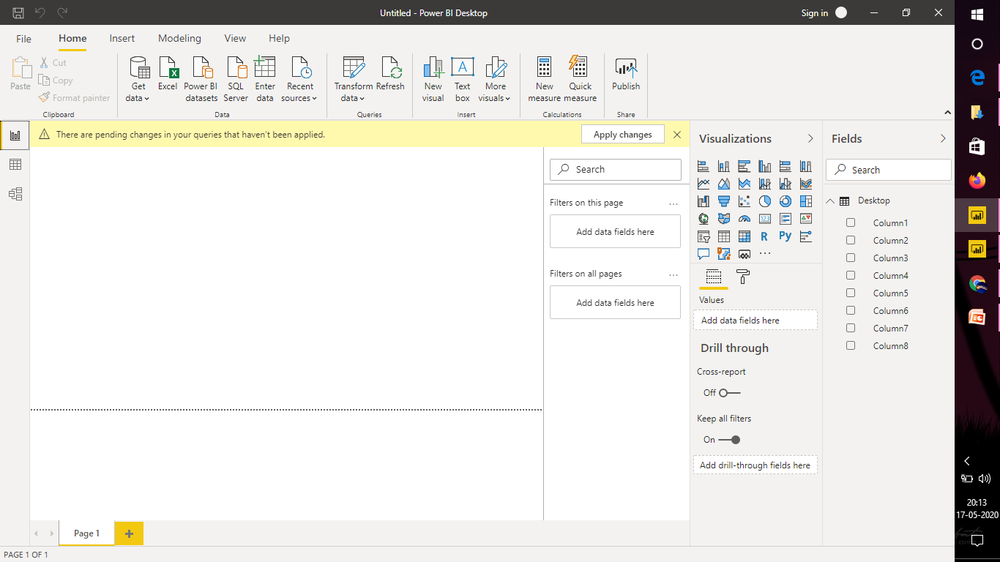 Untitled - Power BI Desktop
Sign in
File
Home
Insert
Modeling
View
Help
Paste
Cut
Copy
Format painter
Clipboard
Get
data
Excel
Power BI
datasets
SQL
Server
Enter
data
Recent
sources
Data
Transform
data
Refresh
Queries
New
visual
Text
box
More
visuals
Insert
New
measure
Quick
measure
Calculations
Publish
Share
There are pending changes in your queries that haven't been applied.
Apply changes
Search
Filters on this page
...
Add data fields here
Filters on all pages
...
Add data fields here
Visualizations
R
Py
...
Values
Add data fields here
Drill through
Cross-report
Off
Keep all filters
On
Add drill-through fields here
Fields
Search
Desktop
Column1
Column2
Column3
Column4
Column5
Column6
Column7
Column8
Page 1
PAGE 1 OF 1
20:13
17-05-2020